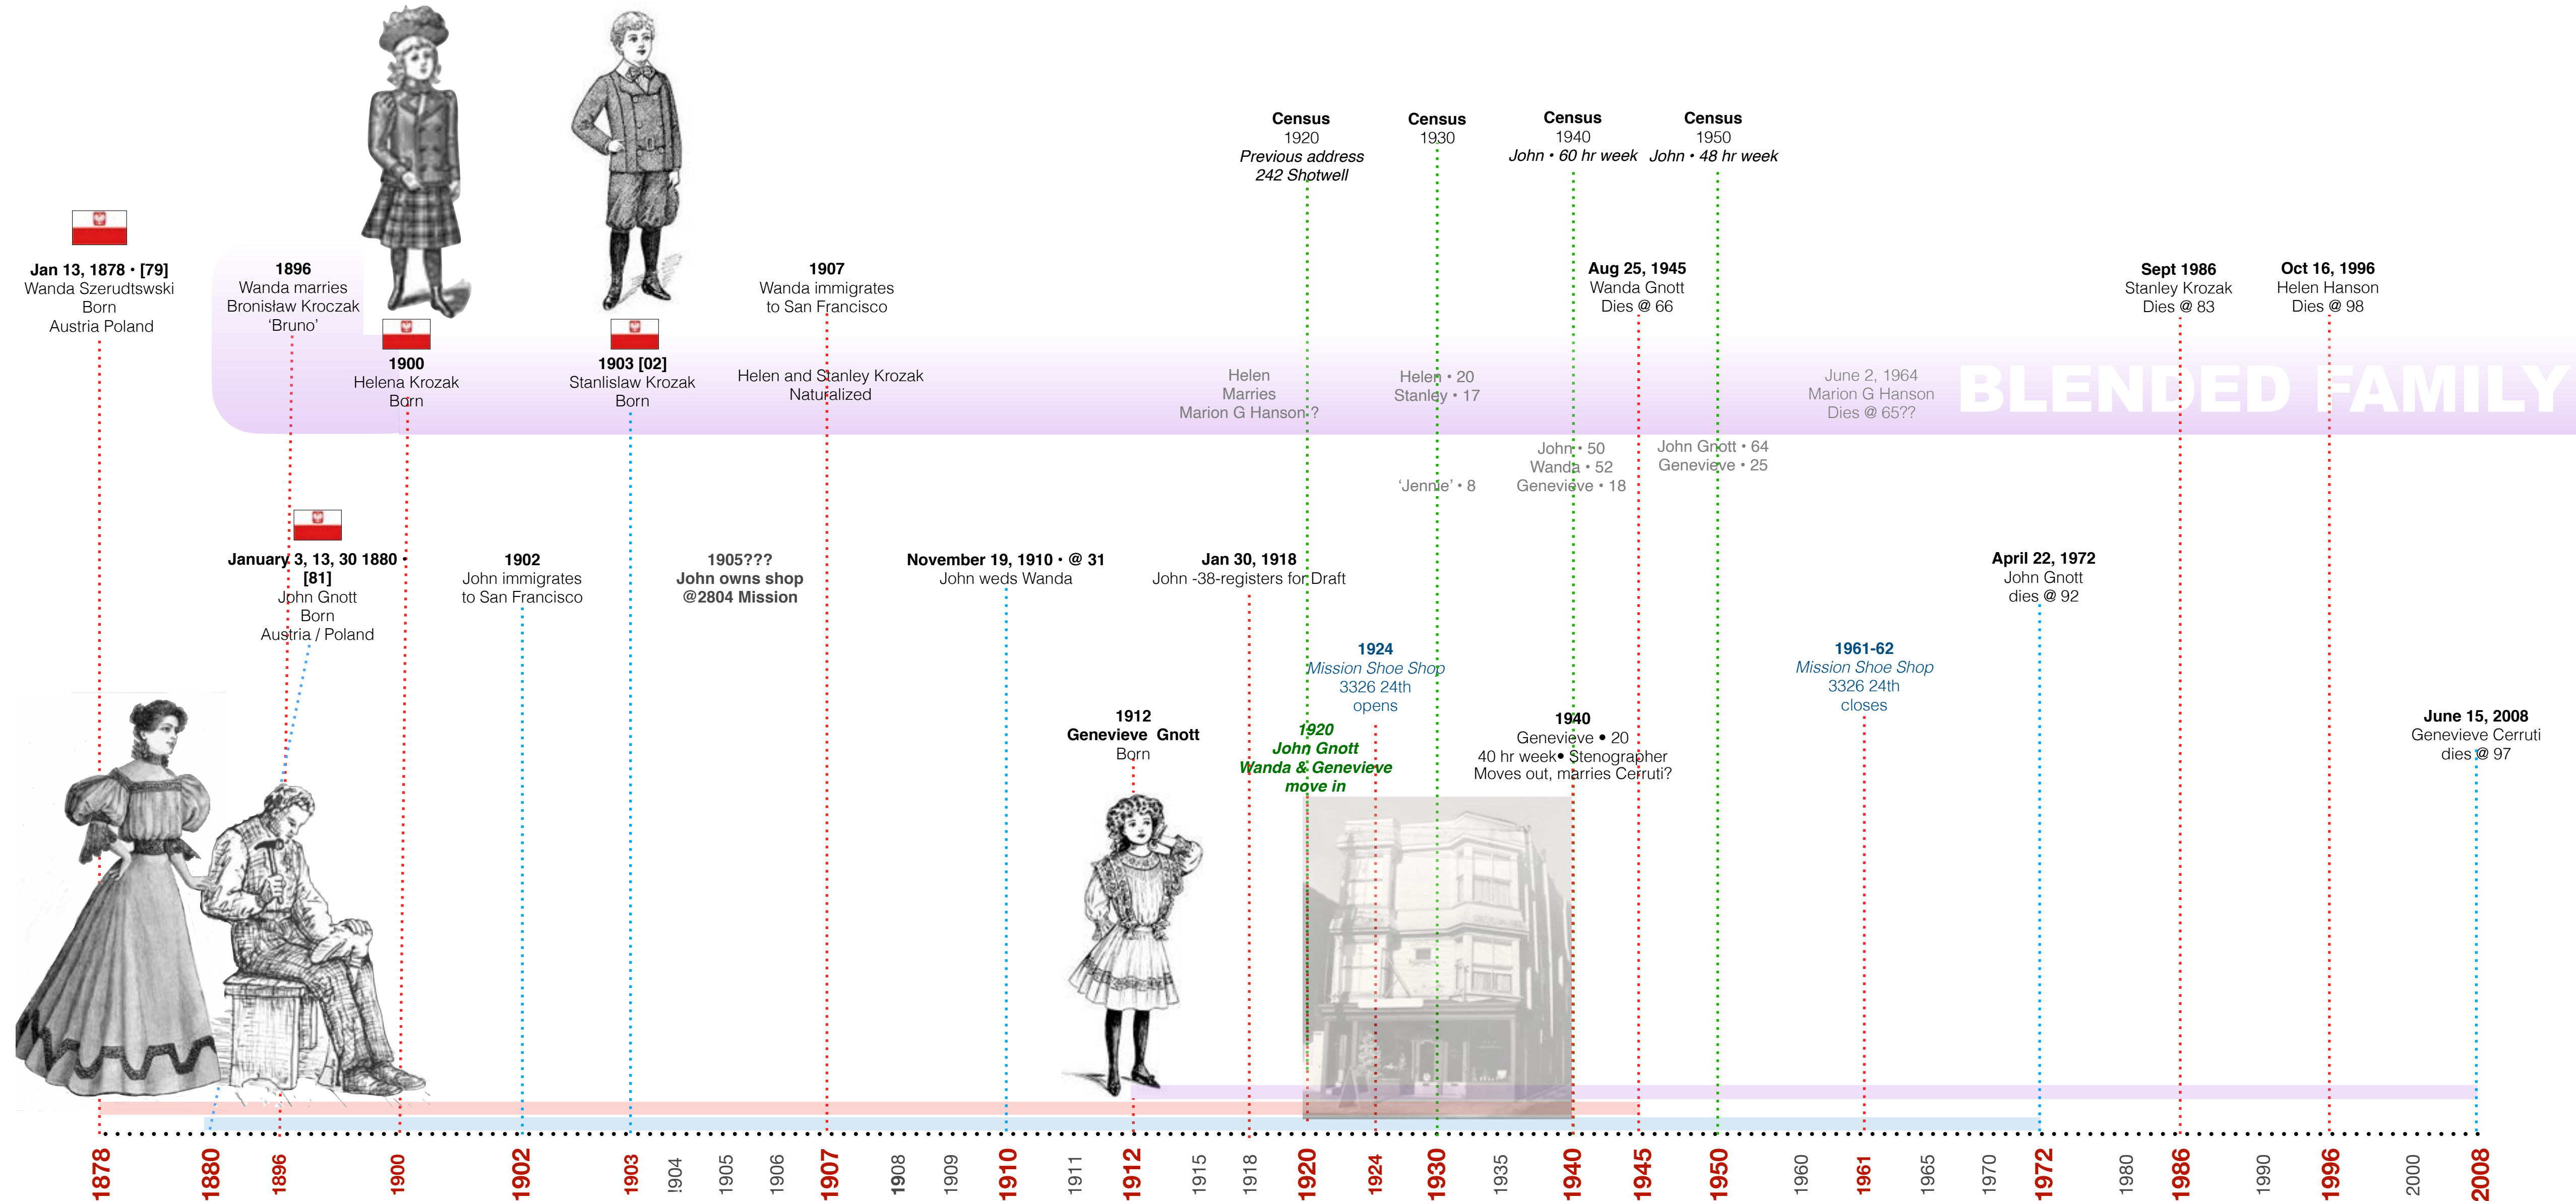 Census
1920
Previous address
242 Shotwell
Census
1930
Census
1940
John • 60 hr week
Census
1950
John • 48 hr week
Jan 13, 1878 • [79]
Wanda Szerudtswski
Born
Austria Poland
1896
Wanda marries
Bronisław Kroczak
‘Bruno’
1900
Helena Krozak
Born
1903 [02]
Stanlislaw Krozak
Born
1907
Wanda immigrates
to San Francisco
Helen and Stanley Krozak
Naturalized
Helen
Marries
Marion G Hanson ?
Helen • 20
Stanley • 17
‘Jennie’ • 8
John • 50
Wanda • 52
Genevieve • 18
Aug 25, 1945
Wanda Gnott
Dies @ 66
John Gnott • 64
Genevieve • 25
June 2, 1964
Marion G Hanson
Dies @ 65??
Sept 1986
Stanley Krozak
Dies @ 83
Oct 16, 1996
Helen Hanson
Dies @ 98
BLENDED FAMILY
January 3, 13, 30 1880 •
[81]
John Gnott
Born
Austria / Poland
1902
John immigrates
to San Francisco
1905???
John owns shop
@2804 Mission
November 19, 1910 • @ 31
John weds Wanda
Jan 30, 1918
John -38-registers for Draft
April 22, 1972
John Gnott
dies @ 92
1924
Mission Shoe Shop
3326 24th
opens
1961-62
Mission Shoe Shop
3326 24th
closes
1912
Genevieve Gnott
Born
1920
John Gnott
Wanda & Genevieve
move in
1940
Genevieve • 20
40 hr week• Stenographer
Moves out, marries Cerruti?
June 15, 2008
Genevieve Cerruti
dies @ 97
1878
1880
1896
1900
1902
1903
!904
1905
1906
1907
1908
1909
1910
1911
1912
1915
1918
1920
1924
1930
1935
1940
1945
1950
1960
1961
1965
1970
1972
1980
1986
1990
1996
2000
2008